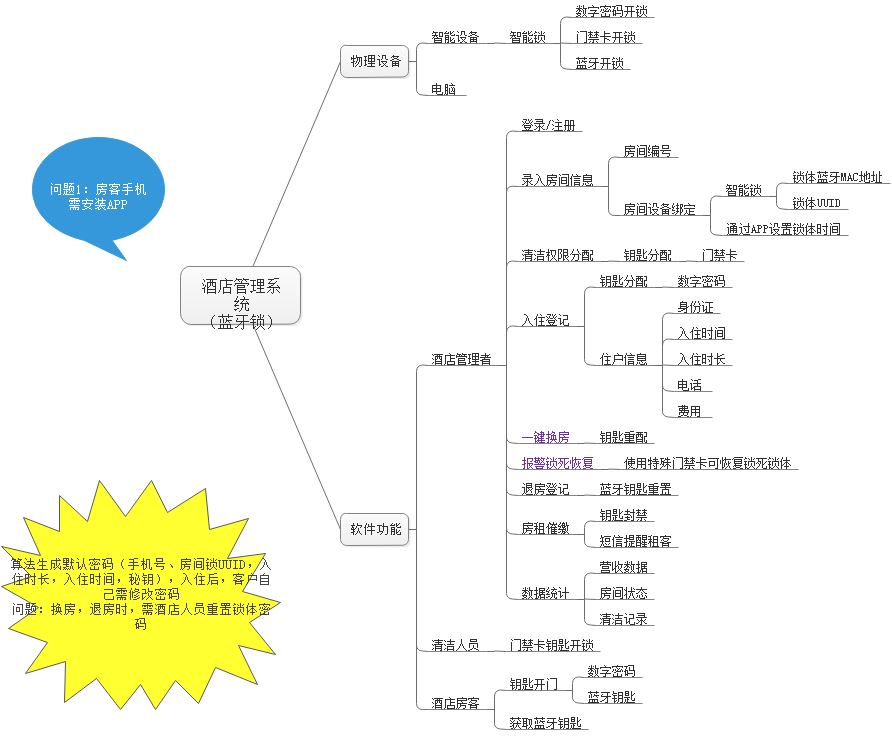 酒店管理系
统
（蓝牙锁）
物理设备
智能设备
智能锁
数字密码开锁
门禁卡开锁
蓝牙开锁
电脑
问题1：房客手机
需安装APP
软件功能
酒店管理者
登录/注册
录入房间信息
房间编号
房间设备绑定
智能锁
锁体蓝牙MAC地址
锁体UUID
通过APP设置锁体时间
清洁权限分配
钥匙分配
门禁卡
入住登记
钥匙分配
数字密码
住户信息
身份证
入住时间
入住时长
电话
费用
一键换房
钥匙重配
报警锁死恢复
使用特殊门禁卡可恢复锁死锁体
退房登记
蓝牙钥匙重置
房租催缴
钥匙封禁
短信提醒租客
数据统计
营收数据
房间状态
清洁记录
清洁人员
门禁卡钥匙开锁
酒店房客
钥匙开门
数字密码
蓝牙钥匙
获取蓝牙钥匙
算法生成默认密码（手机号、房间锁UUID，入
住时长，入住时间，秘钥），入住后，客户自
己需修改密码
问题：换房，退房时，需酒店人员重置锁体密
码